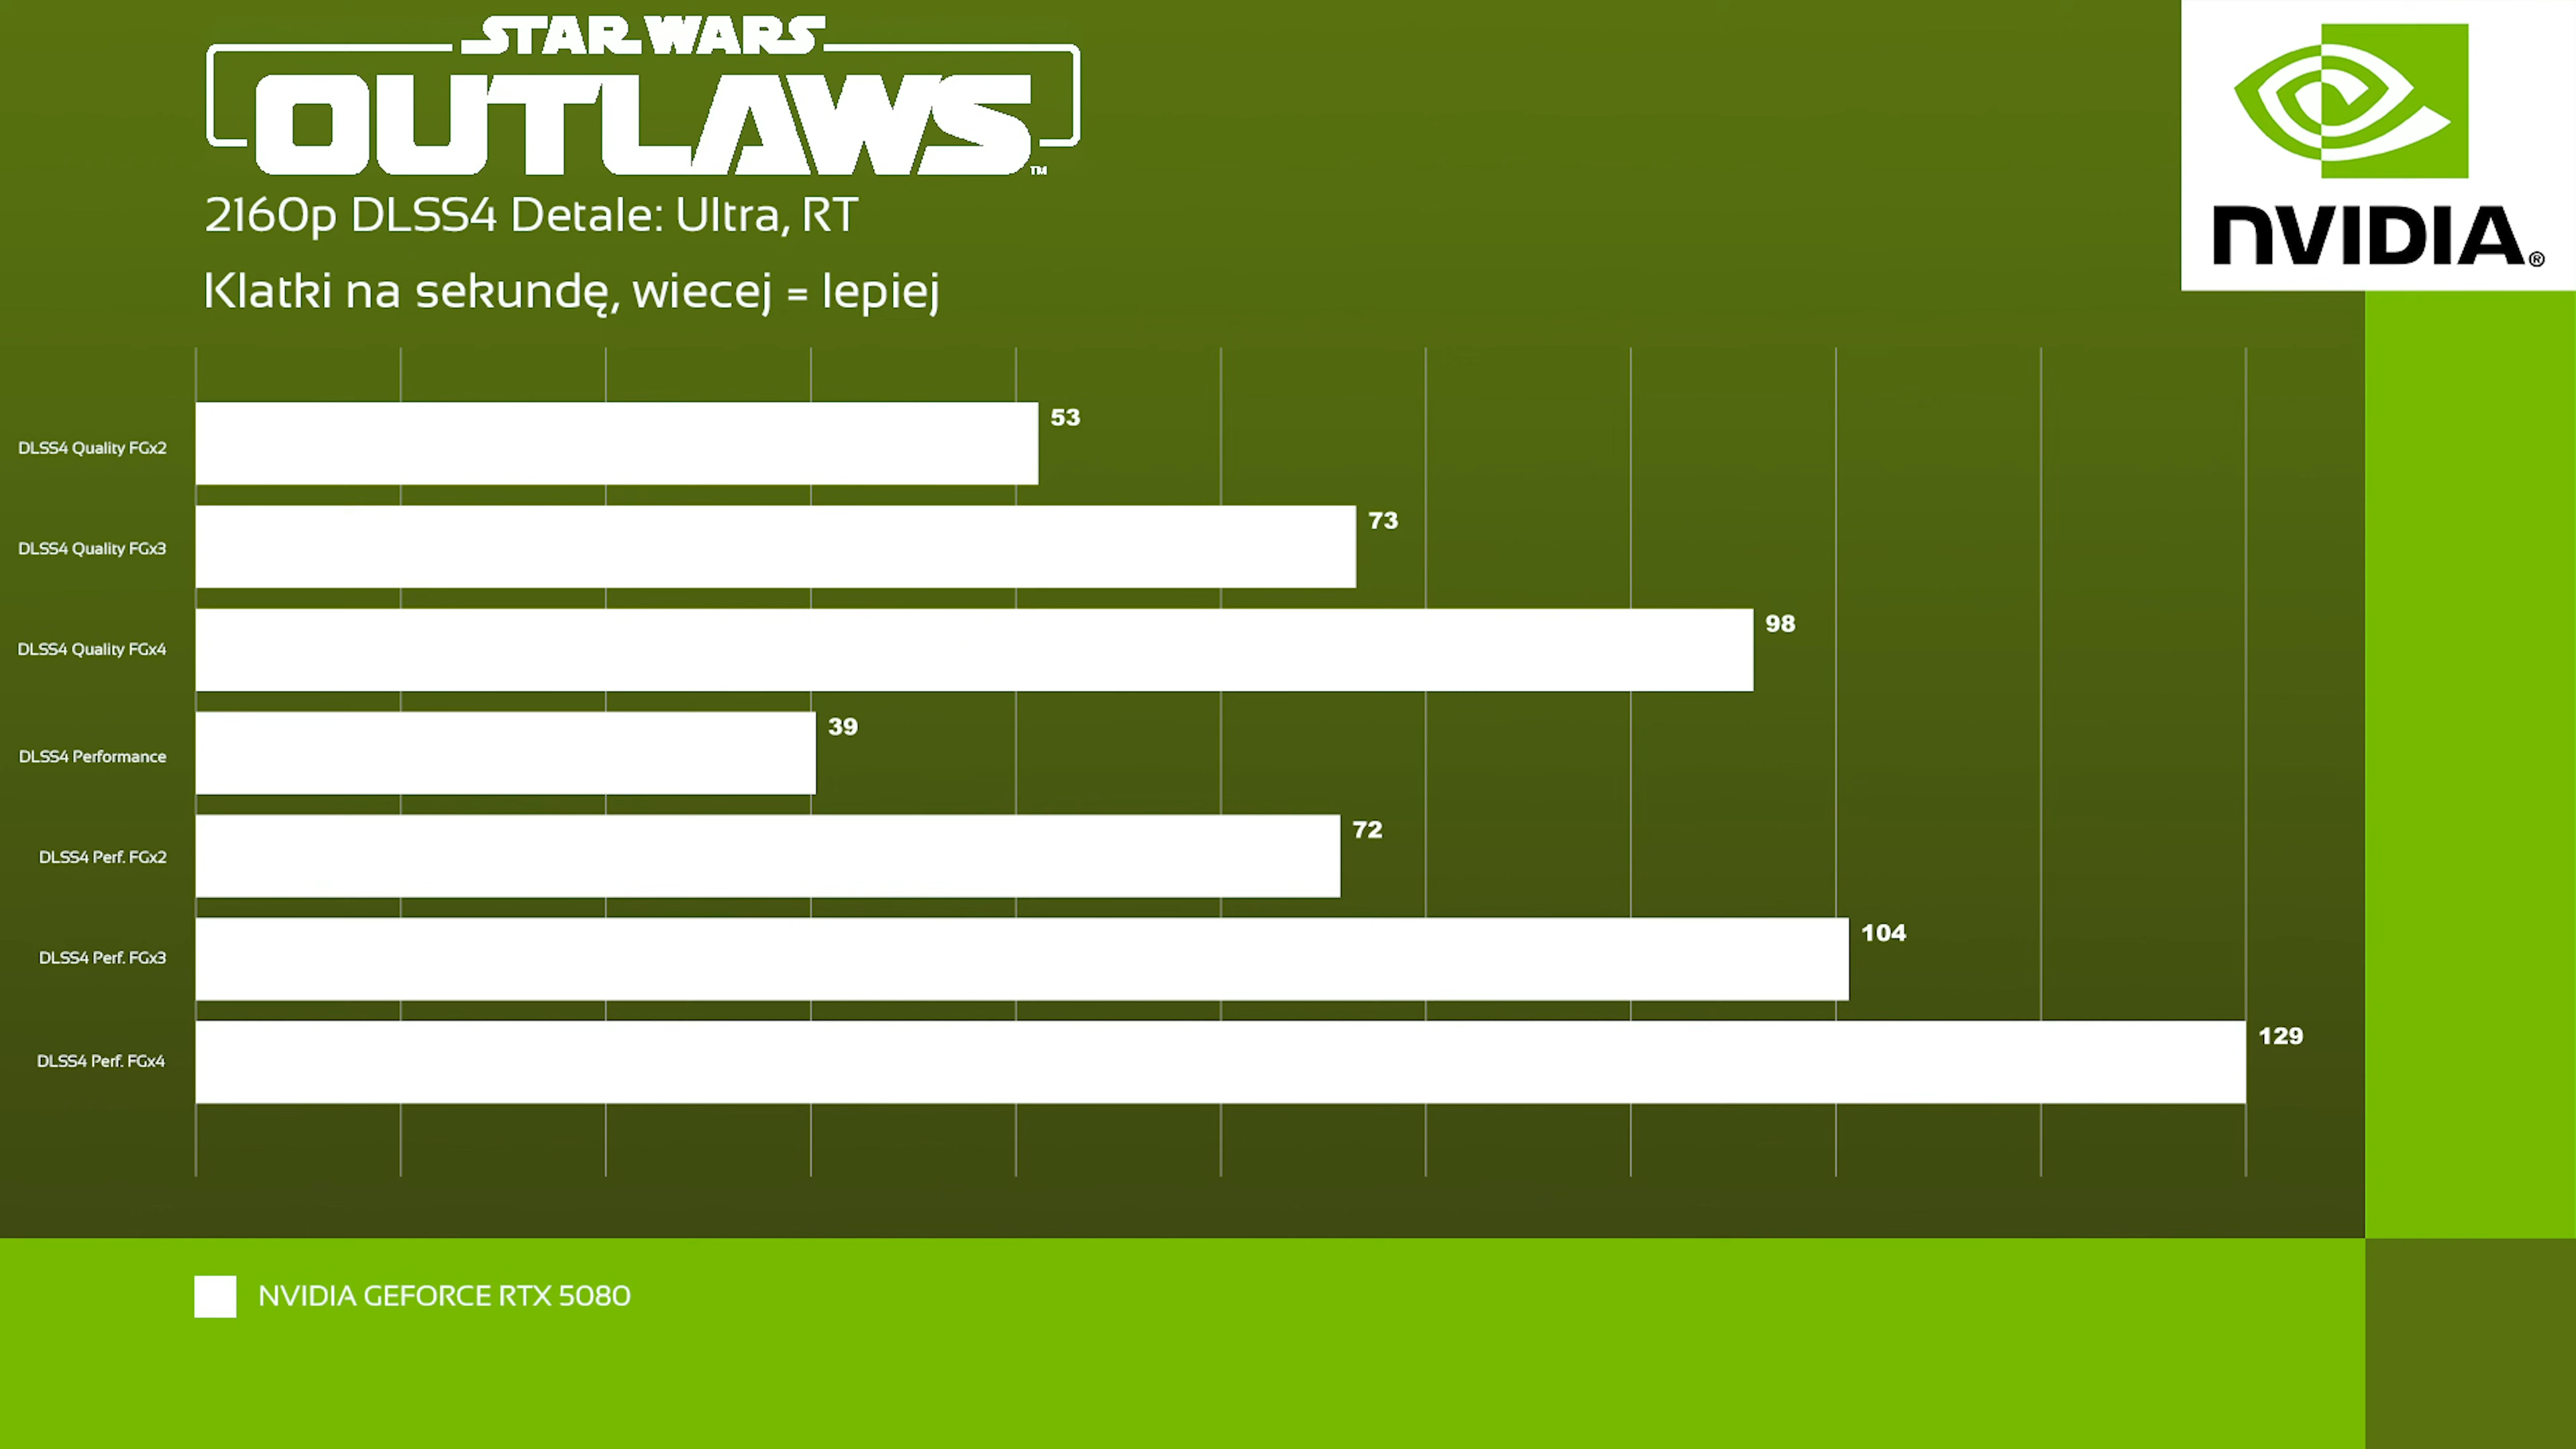 STAR WARS
OUTLAWS™
2160p DLSS4 Detale: Ultra, RT
Klatki na sekundę, wiecej = lepiej
NVIDIA®
DLSS4 Quality FGx2 53
DLSS4 Quality FGx3 73
DLSS4 Quality FGx4 98
DLSS4 Performance 39
DLSS4 Perf. FGx2 72
DLSS4 Perf. FGx3 104
DLSS4 Perf. FGx4 129
NVIDIA GEFORCE RTX 5080